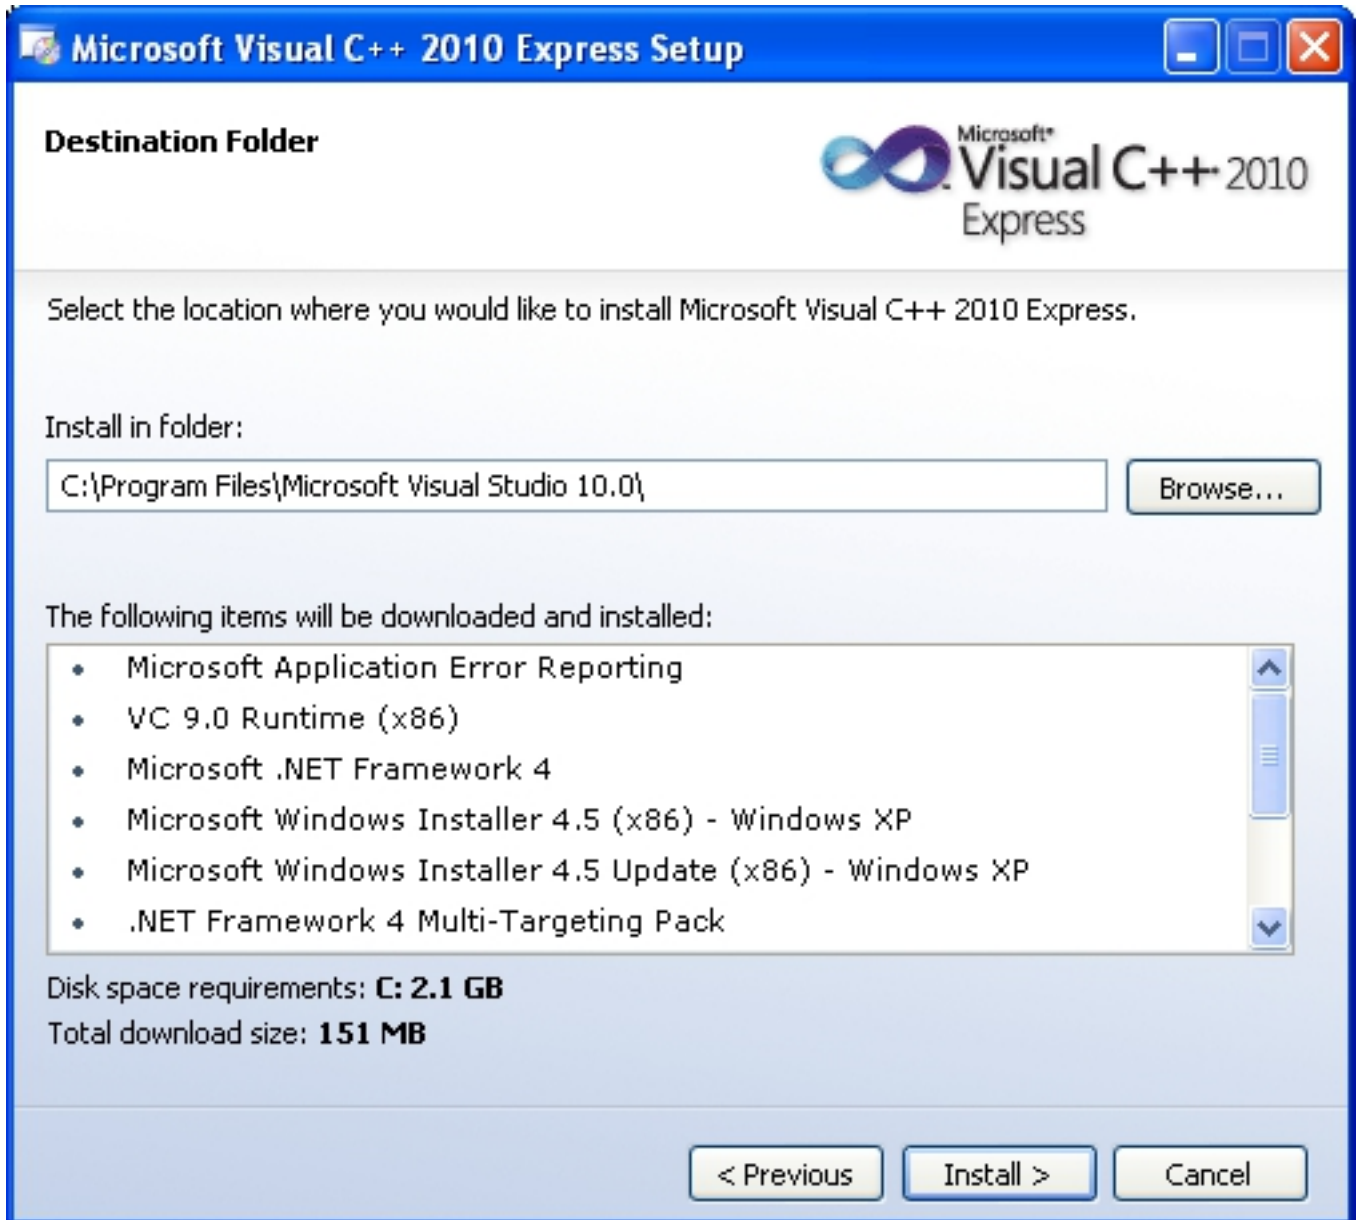 Microsoft Visual C++ 2010 Express Setup
Destination Folder
Microsoft®
Visual C++ 2010
Express
Select the location where you would like to install Microsoft Visual C++ 2010 Express.
Install in folder:
C:\Program Files\Microsoft Visual Studio 10.0\
Browse...
The following items will be downloaded and installed:
• Microsoft Application Error Reporting
• VC 9.0 Runtime (x86)
• Microsoft .NET Framework 4
• Microsoft Windows Installer 4.5 (x86) - Windows XP
• Microsoft Windows Installer 4.5 Update (x86) - Windows XP
• .NET Framework 4 Multi-Targeting Pack
Disk space requirements: C: 2.1 GB
Total download size: 151 MB
< Previous Install > Cancel